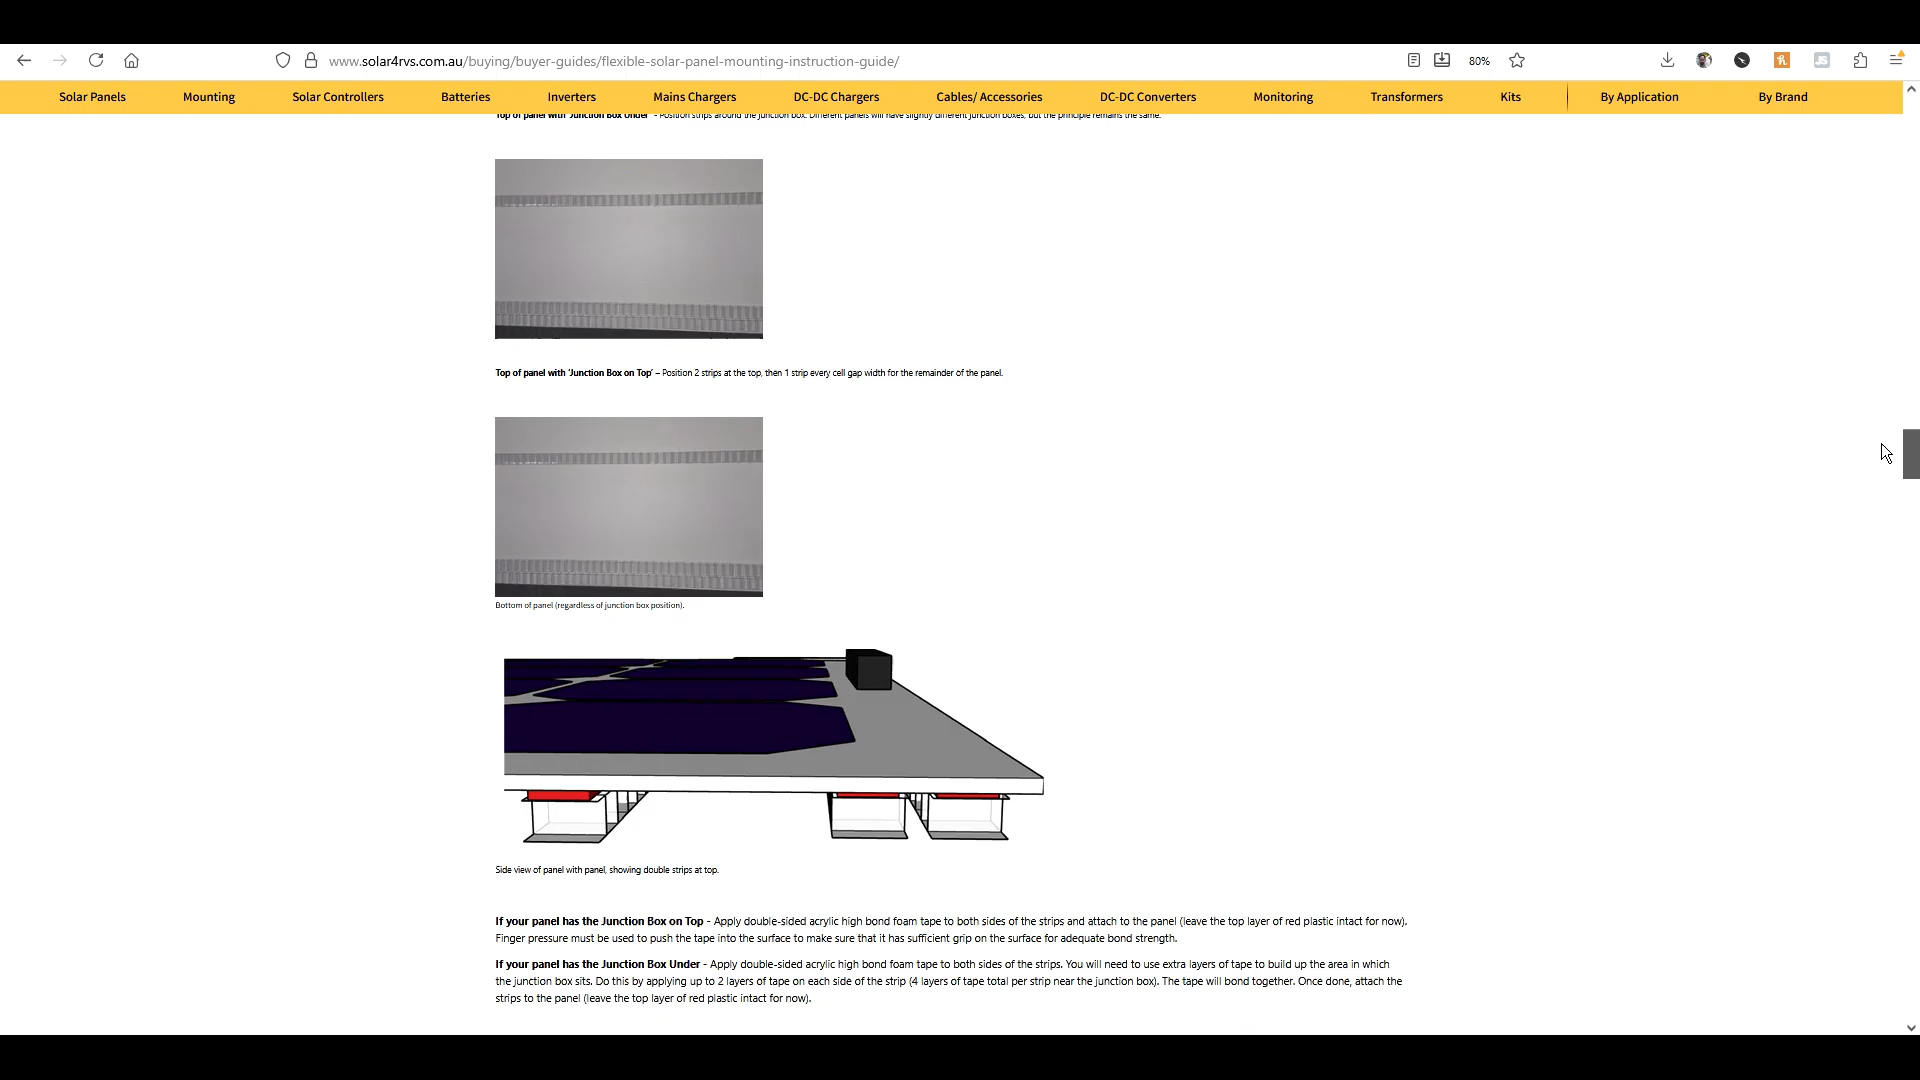 www.solar4rvs.com.au/buying/buyer-guides/flexible-solar-panel-mounting-instruction-guide/
80%
Solar Panels Mounting Solar Controllers Batteries Inverters Mains Chargers DC-DC Chargers Cables/ Accessories DC-DC Converters Monitoring Transformers Kits By Application By Brand
Top of panel with 'Junction Box Under' - Position strips around the junction box. Different panels will have slightly different junction boxes, but the principle remains the same.
Top of panel with 'Junction Box on Top' – Position 2 strips at the top, then 1 strip every cell gap width for the remainder of the panel.
Bottom of panel (regardless of junction box position).
Side view of panel with panel, showing double strips at top.
If your panel has the Junction Box on Top - Apply double-sided acrylic high bond foam tape to both sides of the strips and attach to the panel (leave the top layer of red plastic intact for now).
Finger pressure must be used to push the tape into the surface to make sure that it has sufficient grip on the surface for adequate bond strength.
If your panel has the Junction Box Under - Apply double-sided acrylic high bond foam tape to both sides of the strips. You will need to use extra layers of tape to build up the area in which
the junction box sits. Do this by applying up to 2 layers of tape on each side of the strip (4 layers of tape total per strip near the junction box). The tape will bond together. Once done, attach the
strips to the panel (leave the top layer of red plastic intact for now).